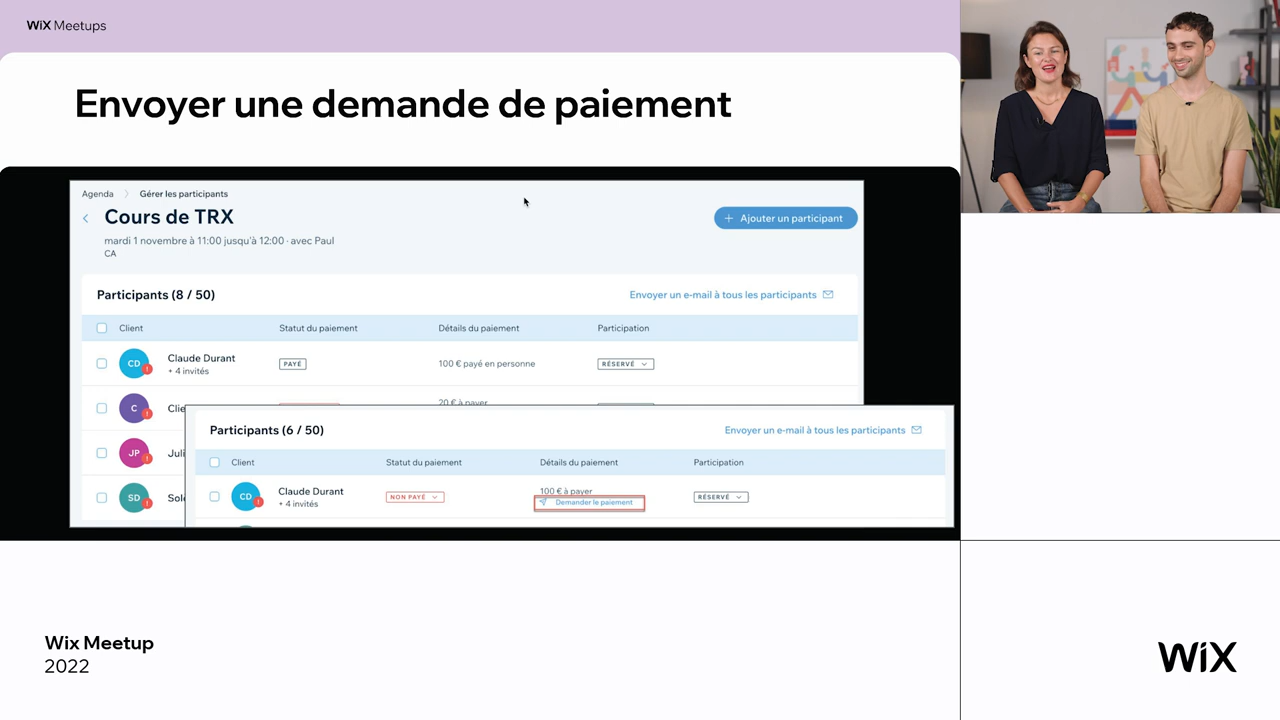 WiX Meetups
Envoyer une demande de paiement
Agenda > Gérer les participants
< Cours de TRX
+ Ajouter un participant
mardi 1 novembre à 11:00 jusqu'à 12:00 · avec Paul
CA
Participants (8 / 50)
Envoyer un e-mail à tous les participants
Client Statut du paiement Détails du paiement Participation
CD ! Claude Durant PAYÉ 100 € payé en personne RÉSERVÉ
+ 4 invités
C ! Clie 20 € à payer
JP ! Juli
SD !
Participants (6 / 50)
Envoyer un e-mail à tous les participants
Client Statut du paiement Détails du paiement Participation
CD ! Claude Durant NON PAYÉ 100 € à payer RÉSERVÉ
+ 4 invités Demander le paiement
Wix Meetup
2022
WiX